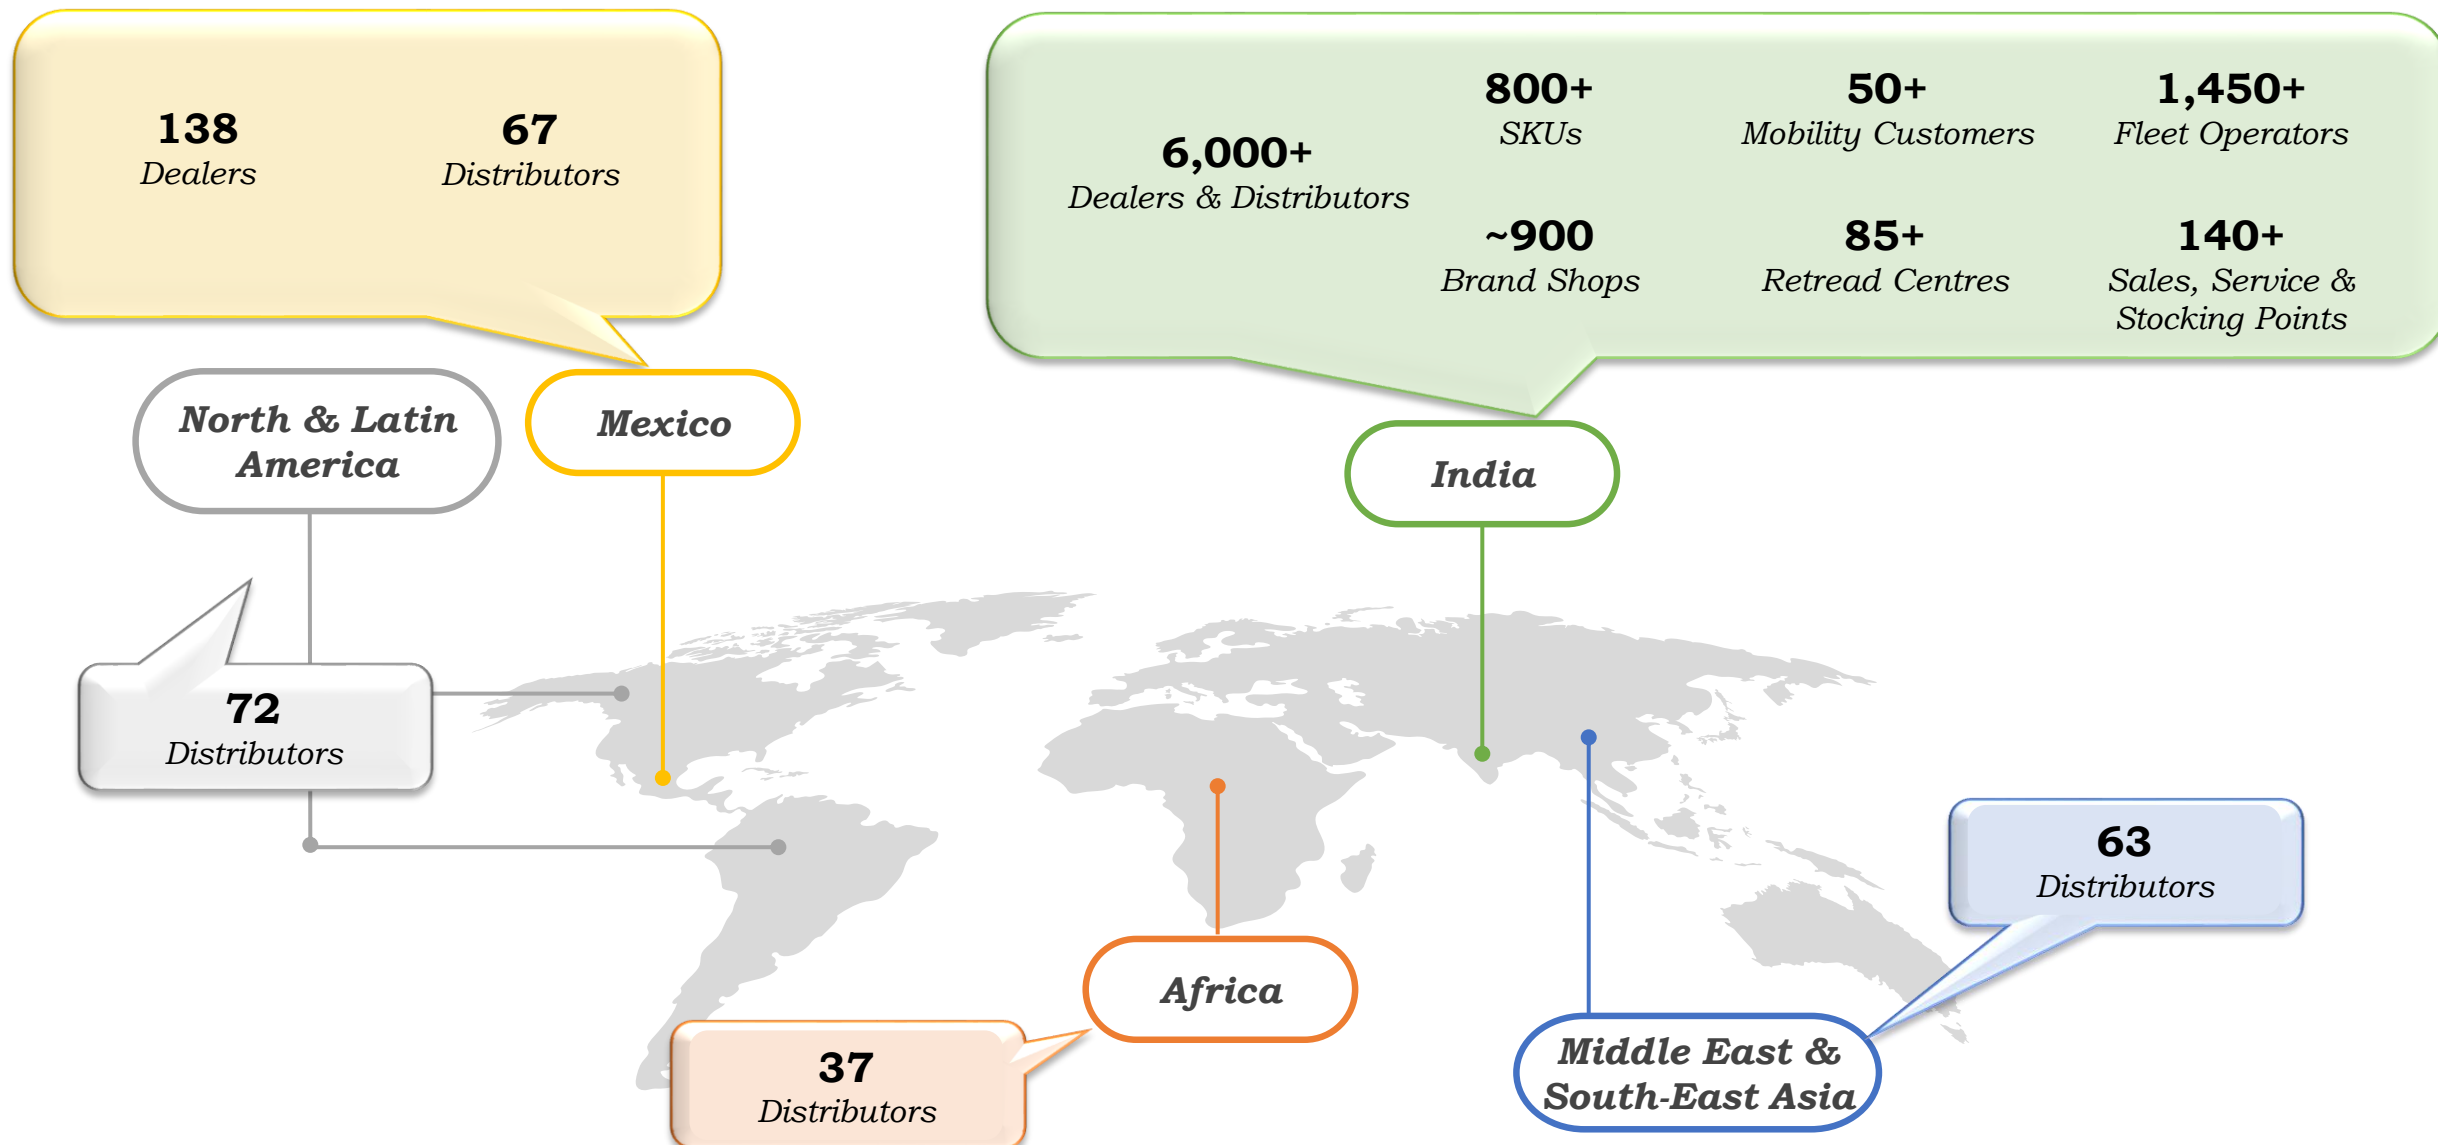 138
Dealers
67
Distributors
6,000+
Dealers & Distributors
800+
SKUs
50+
Mobility Customers
1,450+
Fleet Operators
~900
Brand Shops
85+
Retread Centres
140+
Sales, Service &
Stocking Points
North & Latin
America
Mexico
India
72
Distributors
63
Distributors
Africa
37
Distributors
Middle East &
South-East Asia